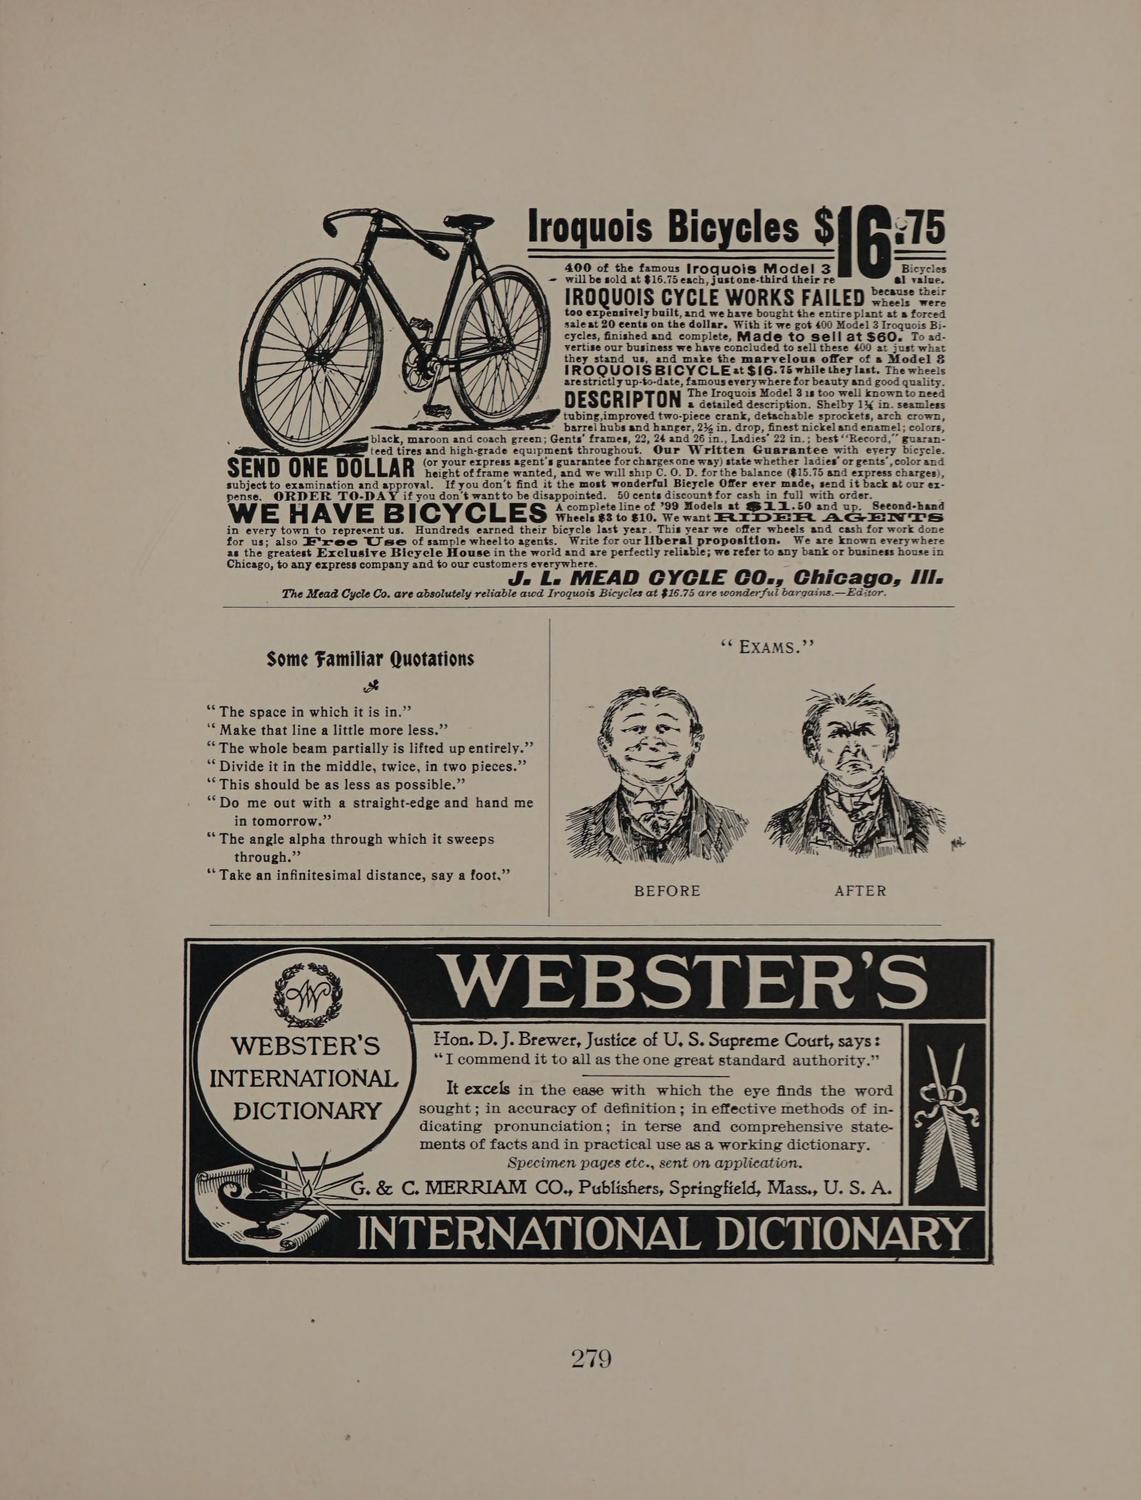 Iroquois Bicycles $16.75
400 of the famous Iroquois Model 3 Bicycles
will be sold at $16.75 each, just one-third their real value.
IROQUOIS CYCLE WORKS FAILED because their
wheels were
too expensively built, and we have bought the entire plant at a forced
sale at 20 cents on the dollar. With it we got 400 Model 3 Iroquois Bi-
cycles, finished and complete, Made to sell at $60. To ad-
vertise our business we have concluded to sell these 400 at just what
they stand us, and make the marvelous offer of a Model 3
IROQUOIS BICYCLE at $16.75 while they last. The wheels
are strictly up-to-date, famous everywhere for beauty and good quality.
DESCRIPTON The Iroquois Model 3 is too well known to need
a detailed description. Shelby 1¼ in. seamless
tubing, improved two-piece crank, detachable sprockets, arch crown,
barrel hubs and hanger, 2½ in. drop, finest nickel and enamel; colors,
black, maroon and coach green; Gents' frames, 22, 24 and 26 in., Ladies' 22 in.; best "Record," guaran-
teed tires and high-grade equipment throughout. Our Written Guarantee with every bicycle.
SEND ONE DOLLAR (or your express agent's guarantee for charges one way) state whether ladies' or gents', color and
height of frame wanted, and we will ship C. O. D. for the balance ($15.75 and express charges),
subject to examination and approval. If you don't find it the most wonderful Bicycle Offer ever made, send it back at our ex-
pense. ORDER TO-DAY if you don't want to be disappointed. 50 cents discount for cash in full with order.
WE HAVE BICYCLES A complete line of '99 Models at $11.50 and up. Second-hand
Wheels $3 to $10. We want RIDER AGENTS
in every town to represent us. Hundreds earned their bicycle last year. This year we offer wheels and cash for work done
for us; also Free Use of sample wheel to agents. Write for our liberal proposition. We are known everywhere
as the greatest Exclusive Bicycle House in the world and are perfectly reliable; we refer to any bank or business house in
Chicago, to any express company and to our customers everywhere.
J. L. MEAD CYCLE CO., Chicago, Ill.
The Mead Cycle Co. are absolutely reliable awd Iroquois Bicycles at $16.75 are wonderful bargains.—Editor.
Some Familiar Quotations
"The space in which it is in."
"Make that line a little more less."
"The whole beam partially is lifted up entirely."
"Divide it in the middle, twice, in two pieces."
"This should be as less as possible."
"Do me out with a straight-edge and hand me
in tomorrow."
"The angle alpha through which it sweeps
through."
"Take an infinitesimal distance, say a foot."
"EXAMS."
BEFORE
AFTER
WEBSTER'S
W
WEBSTER'S
INTERNATIONAL
DICTIONARY
Hon. D. J. Brewer, Justice of U. S. Supreme Court, says:
"I commend it to all as the one great standard authority."
It excels in the ease with which the eye finds the word
sought; in accuracy of definition; in effective methods of in-
dicating pronunciation; in terse and comprehensive state-
ments of facts and in practical use as a working dictionary.
Specimen pages etc., sent on application.
G. & C. MERRIAM CO., Publishers, Springfield, Mass., U. S. A.
INTERNATIONAL DICTIONARY
279